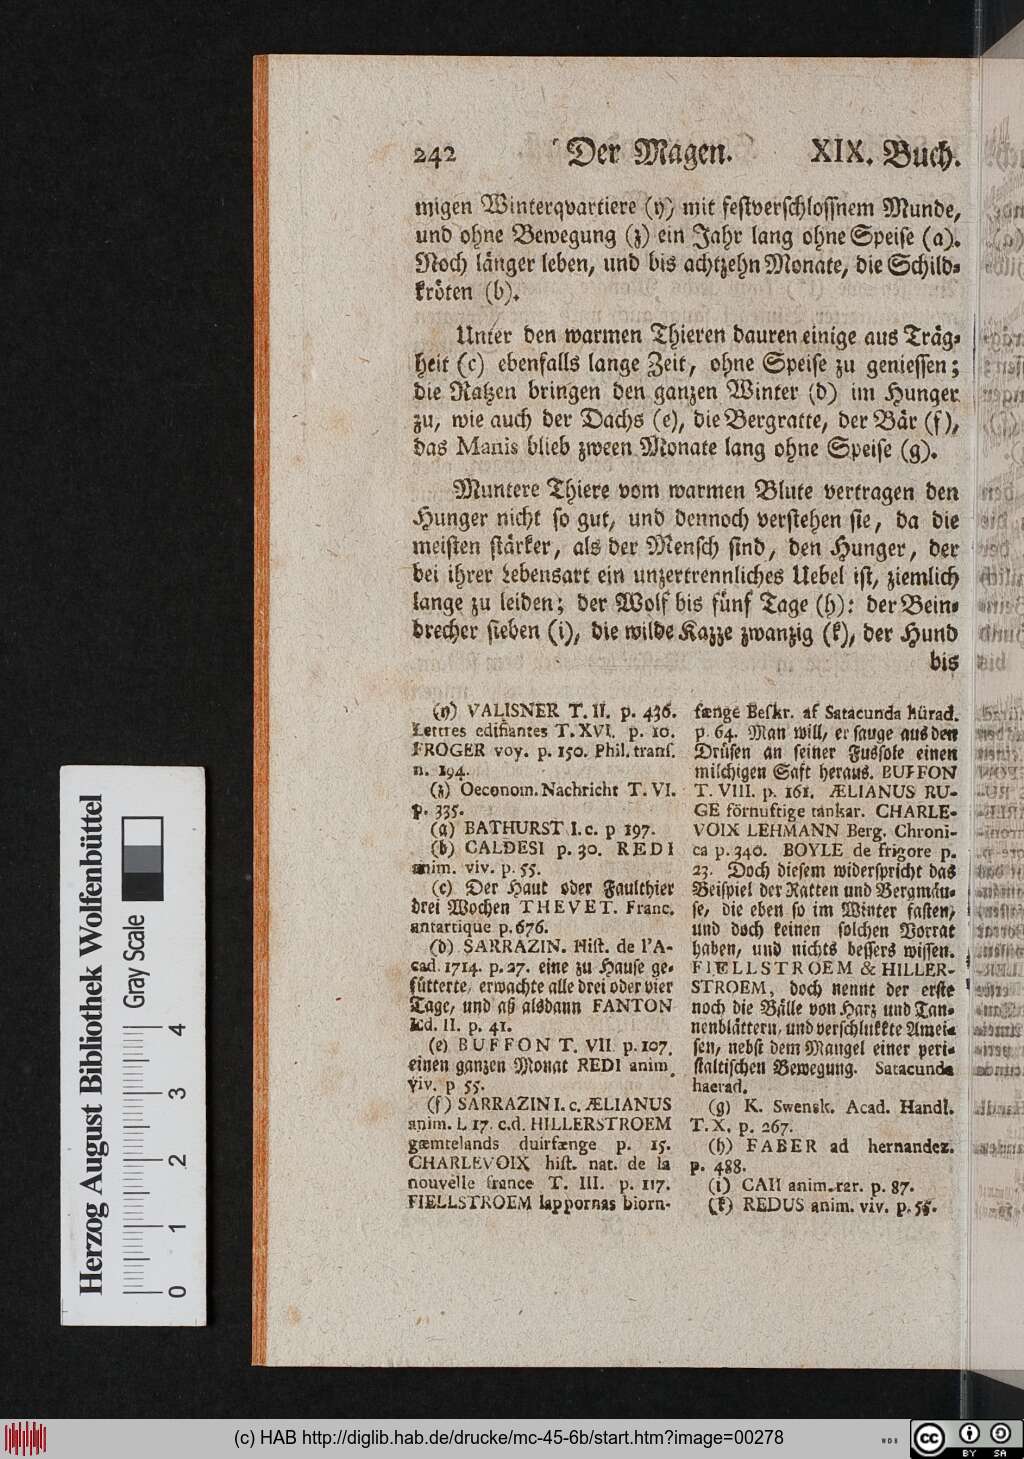 242 Der Magen. XIX. Buch.
migen Winterqvartiere (y) mit festverschlossnem Munde,
und ohne Bewegung (z) ein Jahr lang ohne Speise (a).
Noch länger leben, und bis achtzehn Monate, die Schild-
kröten (b).
Unter den warmen Thieren dauren einige aus Träg-
heit (c) ebenfalls lange Zeit, ohne Speise zu geniessen;
die Ratzen bringen den ganzen Winter (d) im Hunger
zu, wie auch der Dachs (e), die Bergratte, der Bär (f),
das Manis blieb zween Monate lang ohne Speise (g).
Muntere Thiere vom warmen Blute vertragen den
Hunger nicht so gut, und dennoch verstehen sie, da die
meisten stärker, als der Mensch sind, den Hunger, der
bei ihrer Lebensart ein unzertrennliches Uebel ist, ziemlich
lange zu leiden; der Wolf bis fünf Tage (h): der Bein-
brecher sieben (i), die wilde Kazze zwanzig (k), der Hund
bis
(y) VALISNER T. II. p. 436.
Lettres edifiantes T. XVI. p. 10.
FROGER voy. p. 150. Phil. trans.
n. 194.
(z) Oeconom. Nachricht T. VI.
p. 335.
(a) BATHURST l. c. p 197.
(b) CALDESI p. 30. REDI
anim. viv. p. 55.
(c) Der Haut oder Faulthier
drei Wochen THEVET. Franc.
antartique p. 676.
(d) SARRAZIN. Hist. de l'A-
cad. 1714. p. 27. eine zu Hause ge-
fütterte, erwachte alle drei oder vier
Tage, und aß alsdann FANTON
Ed. II. p. 41.
(e) BUFFON T. VII. p. 107.
einen ganzen Monat REDI anim.
viv. p 55.
(f) SARRAZIN l. c. ÆLIANUS
anim. L 17. c.d. HILLERSTROEM
gæmtelands duirfænge p. 15.
CHARLEVOIX hist. nat. de la
nouvelle france T. III. p. 117.
FIELLSTROEM lappornas biorn-
fænge Beskr. af Satacunda hürad.
p. 64. Man will, er sauge aus den
Drüsen an seiner Fussole einen
milchigen Saft heraus. BUFFON
T. VIII. p. 161. ÆLIANUS RU-
GE förnuftige tankar. CHARLE-
VOIX LEHMANN Berg. Chroni-
ca p. 340. BOYLE de frigore p.
23. Doch diesem widerspricht das
Beispiel der Ratten und Bergmäu-
se, die eben so im Winter fasten,
und doch keinen solchen Vorrat
haben, und nichts bessers wissen.
FIELLSTROEM & HILLER-
STROEM, doch nennt der erste
noch die Bälle von Harz und Tan-
nenblättern, und verschlukkte Amei-
sen, nebst dem Mangel einer peri-
staltischen Bewegung. Satacunda
haerad.
(g) K. Swensk. Acad. Handl.
T. X. p. 267.
(h) FABER ad hernandez.
p. 488.
(i) CAII anim. rar. p. 87.
(k) REDUS anim. viv. p. 55.
Herzog August Bibliothek Wolfenbüttel
Gray Scale
0 1 2 3 4
(c) HAB http://diglib.hab.de/drucke/mc-45-6b/start.htm?image=00278
WDB
cc BY SA